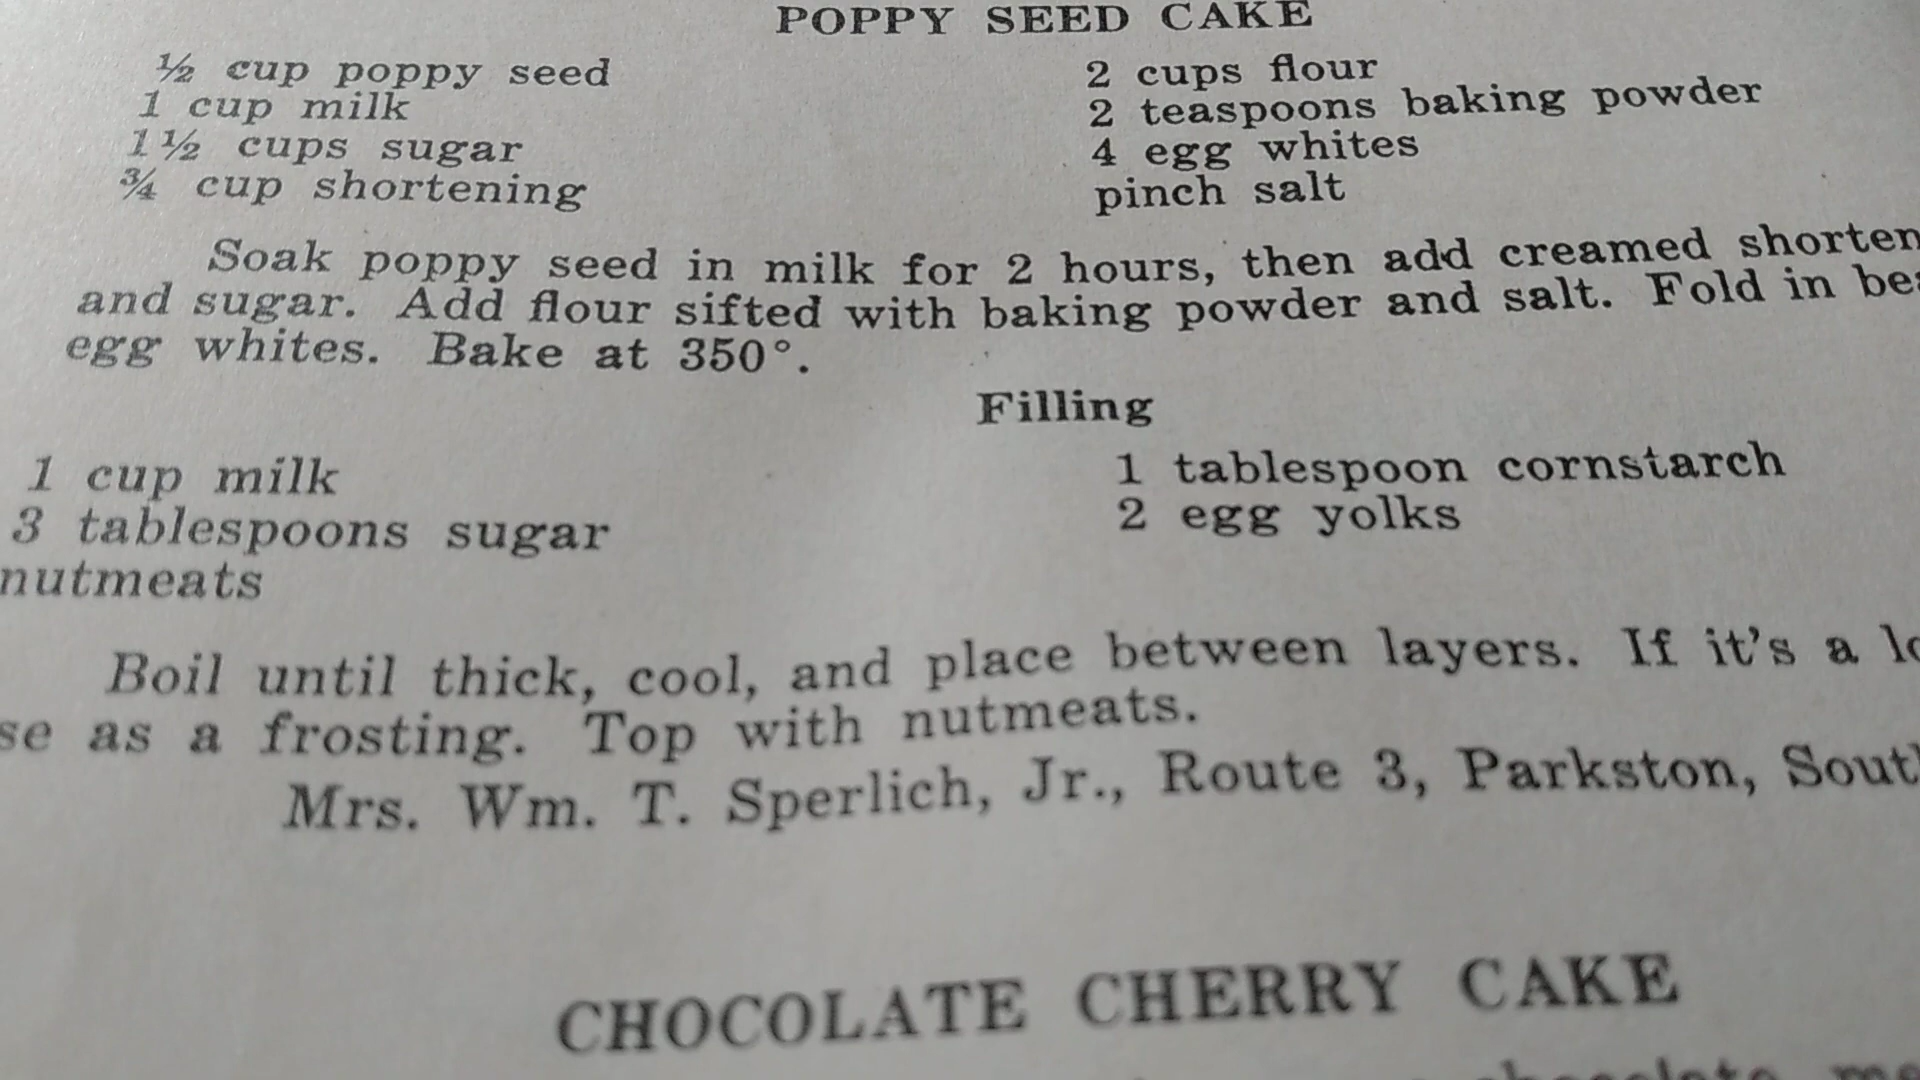 POPPY SEED CAKE
½ cup poppy seed
1 cup milk
1½ cups sugar
¾ cup shortening
2 cups flour
2 teaspoons baking powder
4 egg whites
pinch salt
Soak poppy seed in milk for 2 hours, then add creamed shorten
and sugar. Add flour sifted with baking powder and salt. Fold in
egg whites. Bake at 350°.
Filling
1 cup milk
3 tablespoons sugar
nutmeats
1 tablespoon cornstarch
2 egg yolks
Boil until thick, cool, and place between layers. If it's a
se as a frosting. Top with nutmeats.
Mrs. Wm. T. Sperlich, Jr., Route 3, Parkston, Sout
CHOCOLATE CHERRY CAKE